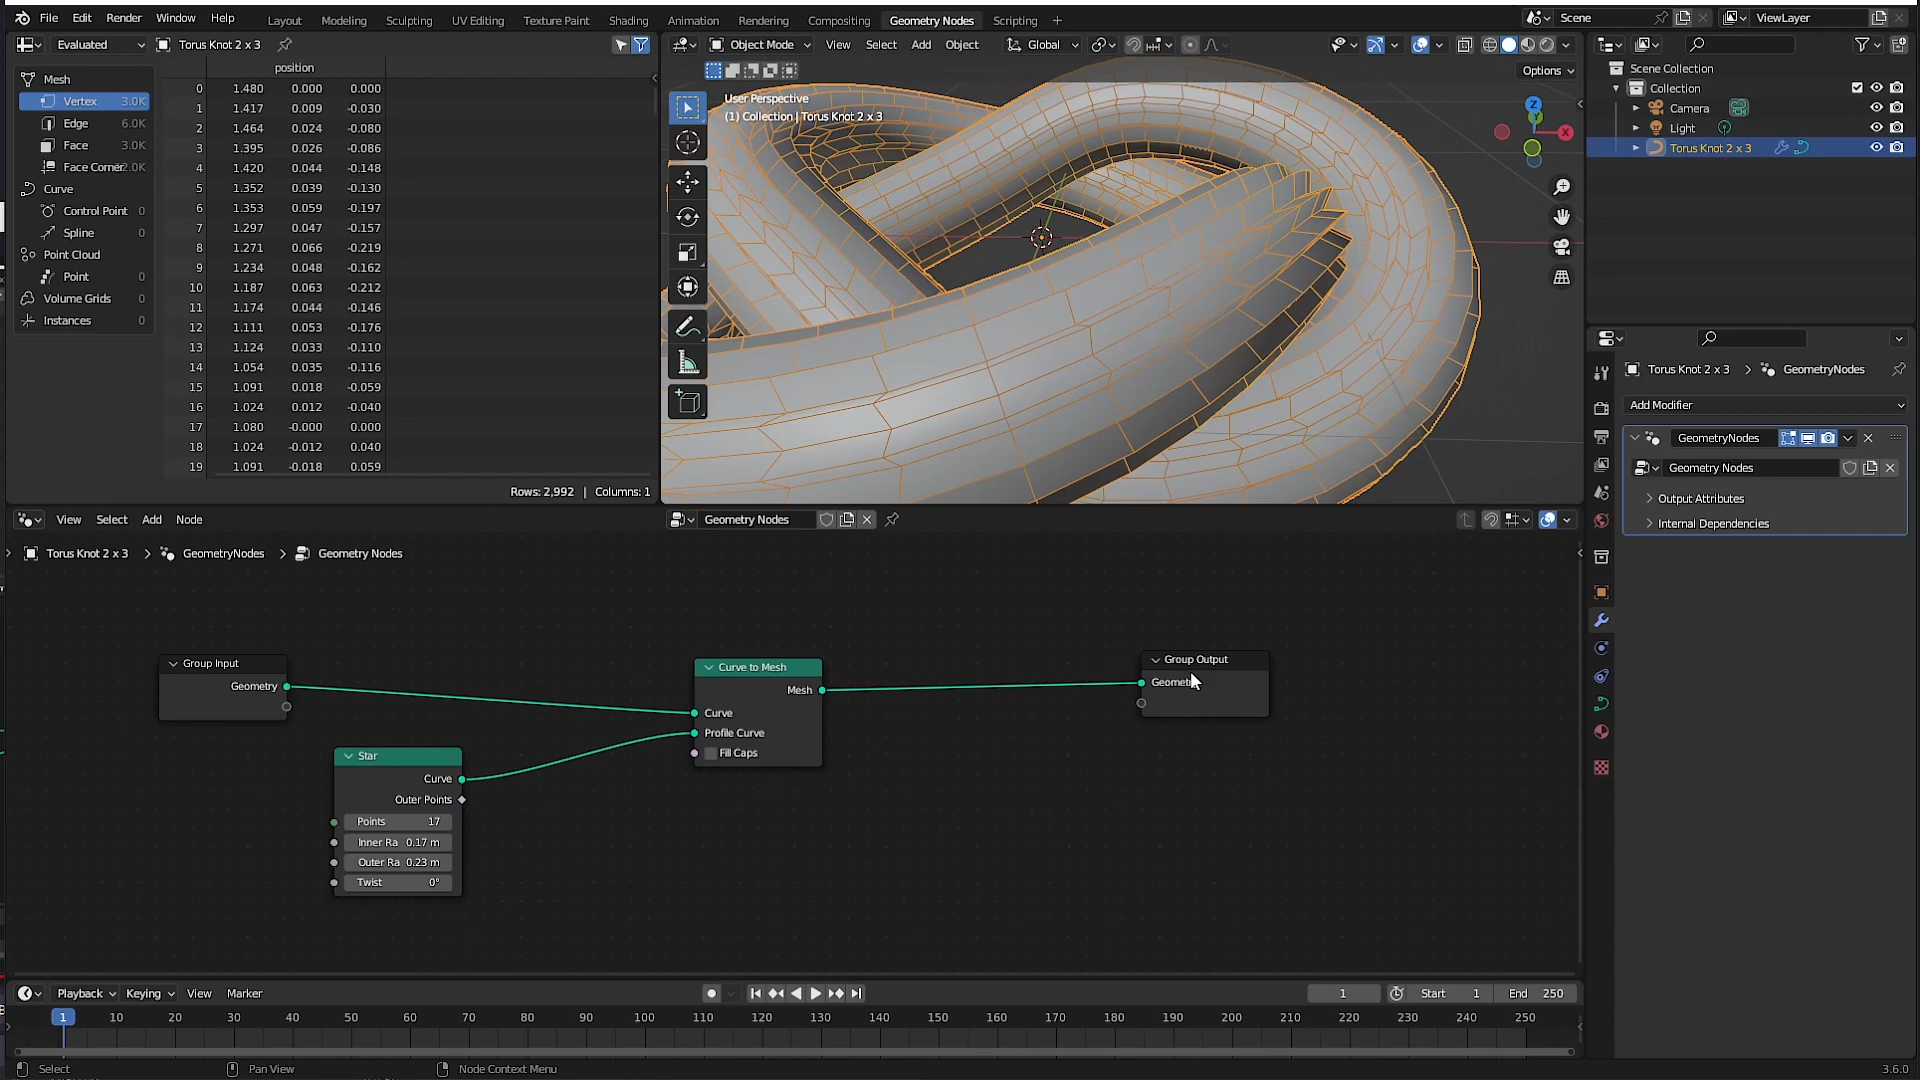 File Edit Render Window Help
Layout Modeling Sculpting UV Editing Texture Paint Shading Animation Rendering Compositing Geometry Nodes Scripting +
Scene
ViewLayer
Evaluated
Torus Knot 2 x 3
Mesh
Vertex 3.0K
Edge 6.0K
Face 3.0K
Face Corner 2.0K
Curve
Control Point 0
Spline 0
Point Cloud
Point 0
Volume Grids 0
Instances 0
position
0 1.480 0.000 0.000
1 1.417 0.009 -0.030
2 1.464 0.024 -0.080
3 1.395 0.026 -0.086
4 1.420 0.044 -0.148
5 1.352 0.039 -0.130
6 1.353 0.059 -0.197
7 1.297 0.047 -0.157
8 1.271 0.066 -0.219
9 1.234 0.048 -0.162
10 1.187 0.063 -0.212
11 1.174 0.044 -0.146
12 1.111 0.053 -0.176
13 1.124 0.033 -0.110
14 1.054 0.035 -0.116
15 1.091 0.018 -0.059
16 1.024 0.012 -0.040
17 1.080 -0.000 0.000
18 1.024 -0.012 0.040
19 1.091 -0.018 0.059
Rows: 2,992 | Columns: 1
Object Mode View Select Add Object Global
Options
User Perspective
(1) Collection | Torus Knot 2 x 3
Z
Y
X
Scene Collection
Collection
Camera
Light
Torus Knot 2 x 3
Torus Knot 2 x 3 > GeometryNodes
Add Modifier
GeometryNodes
Geometry Nodes
Output Attributes
Internal Dependencies
View Select Add Node
Geometry Nodes
Torus Knot 2 x 3 > GeometryNodes > Geometry Nodes
Group Input
Geometry
Star
Curve
Outer Points
Points 17
Inner Ra 0.17 m
Outer Ra 0.23 m
Twist 0°
Curve to Mesh
Mesh
Curve
Profile Curve
Fill Caps
Group Output
Geometr
Playback Keying View Marker
1 Start 1 End 250
1 10 20 30 40 50 60 70 80 90 100 110 120 130 140 150 160 170 180 190 200 210 220 230 240 250
Select Pan View Node Context Menu
3.6.0